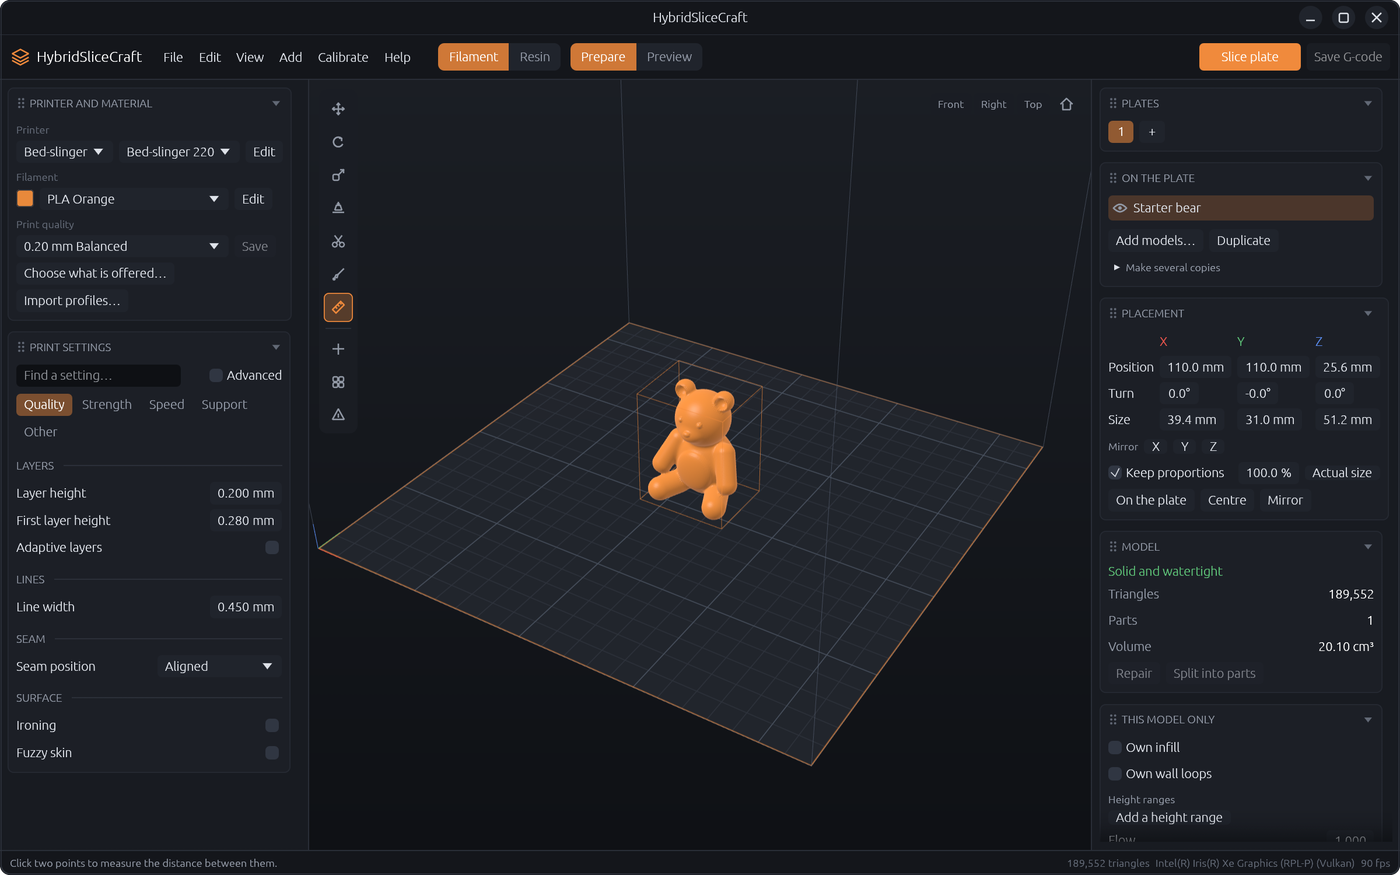 HybridSliceCraft
HybridSliceCraft File Edit View Add Calibrate Help Filament Resin Prepare Preview Slice plate Save G-code
PRINTER AND MATERIAL
Printer
Bed-slinger Bed-slinger 220 Edit
Filament
PLA Orange Edit
Print quality
0.20 mm Balanced Save
Choose what is offered...
Import profiles...
PRINT SETTINGS
Find a setting... Advanced
Quality Strength Speed Support
Other
LAYERS
Layer height 0.200 mm
First layer height 0.280 mm
Adaptive layers
LINES
Line width 0.450 mm
SEAM
Seam position Aligned
SURFACE
Ironing
Fuzzy skin
Front Right Top
PLATES
1 +
ON THE PLATE
Starter bear
Add models... Duplicate
Make several copies
PLACEMENT
X Y Z
Position 110.0 mm 110.0 mm 25.6 mm
Turn 0.0° -0.0° 0.0°
Size 39.4 mm 31.0 mm 51.2 mm
Mirror X Y Z
Keep proportions 100.0 % Actual size
On the plate Centre Mirror
MODEL
Solid and watertight
Triangles 189,552
Parts 1
Volume 20.10 cm³
Repair Split into parts
THIS MODEL ONLY
Own infill
Own wall loops
Height ranges
Add a height range
Flow 1.000
Click two points to measure the distance between them.
189,552 triangles Intel(R) Iris(R) Xe Graphics (RPL-P) (Vulkan) 90 fps